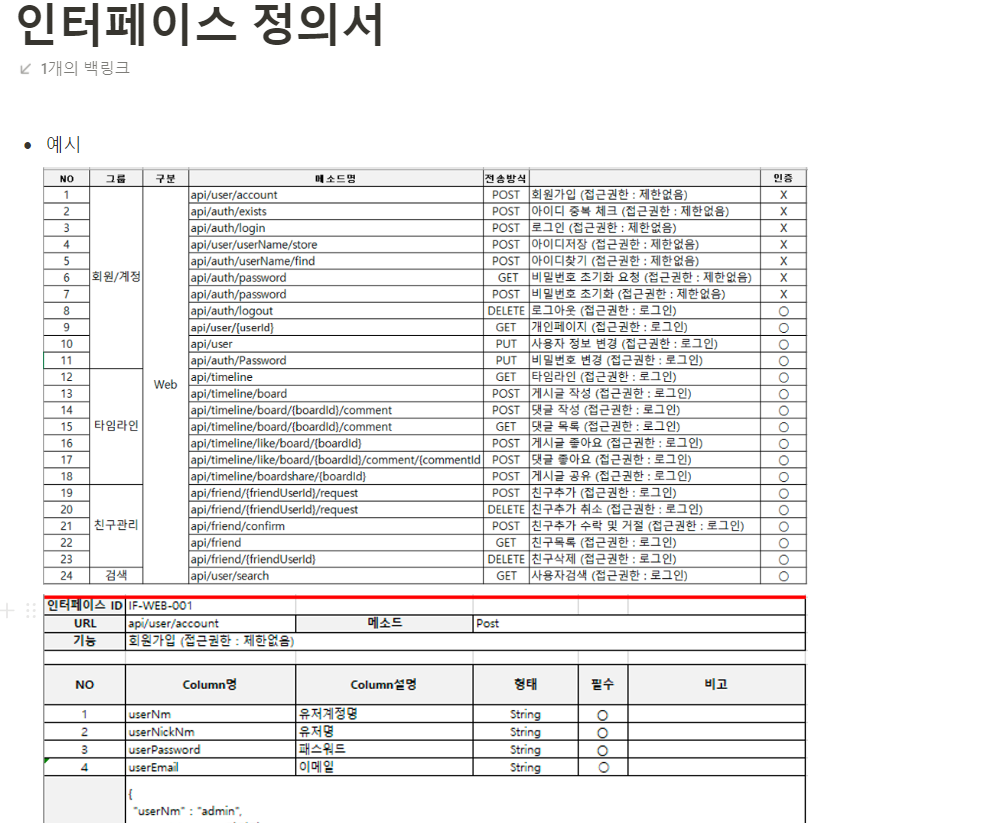 인터페이스 정의서
1개의 백링크
예시
NO 그룹 구분 메소드명 전송방식 인증
1 api/user/account POST 회원가입 (접근권한 : 제한없음) X
2 api/auth/exists POST 아이디 중복 체크 (접근권한 : 제한없음) X
3 api/auth/login POST 로그인 (접근권한 : 제한없음) X
4 api/user/userName/store POST 아이디저장 (접근권한 : 제한없음) X
5 api/auth/userName/find POST 아이디찾기 (접근권한 : 제한없음) X
6 회원/계정 api/auth/password GET 비밀번호 초기화 요청 (접근권한 : 제한없음) X
7 api/auth/password POST 비밀번호 초기화 (접근권한 : 제한없음) X
8 api/auth/logout DELETE 로그아웃 (접근권한 : 로그인) ○
9 api/user/{userId} GET 개인페이지 (접근권한 : 로그인) ○
10 api/user PUT 사용자 정보 변경 (접근권한 : 로그인) ○
11 api/auth/Password PUT 비밀번호 변경 (접근권한 : 로그인) ○
12 Web api/timeline GET 타임라인 (접근권한 : 로그인) ○
13 api/timeline/board POST 게시글 작성 (접근권한 : 로그인) ○
14 api/timeline/board/{boardId}/comment POST 댓글 작성 (접근권한 : 로그인) ○
15 타임라인 api/timeline/board/{boardId}/comment GET 댓글 목록 (접근권한 : 로그인) ○
16 api/timeline/like/board/{boardId} POST 게시글 좋아요 (접근권한 : 로그인) ○
17 api/timeline/like/board/{boardId}/comment/{commentId POST 댓글 좋아요 (접근권한 : 로그인) ○
18 api/timeline/boardshare/{boardId} POST 게시글 공유 (접근권한 : 로그인) ○
19 api/friend/{friendUserId}/request POST 친구추가 (접근권한 : 로그인) ○
20 api/friend/{friendUserId}/request DELETE 친구추가 취소 (접근권한 : 로그인) ○
21 친구관리 api/friend/confirm POST 친구추가 수락 및 거절 (접근권한 : 로그인) ○
22 api/friend GET 친구목록 (접근권한 : 로그인) ○
23 api/friend/{friendUserId} DELETE 친구삭제 (접근권한 : 로그인) ○
24 검색 api/user/search GET 사용자검색 (접근권한 : 로그인) ○
인터페이스 ID IF-WEB-001
URL api/user/account 메소드 Post
기능 회원가입 (접근권한 : 제한없음)
NO Column명 Column설명 형태 필수 비고
1 userNm 유저계정명 String ○
2 userNickNm 유저명 String ○
3 userPassword 패스워드 String ○
4 userEmail 이메일 String ○
{
"userNm" : "admin",